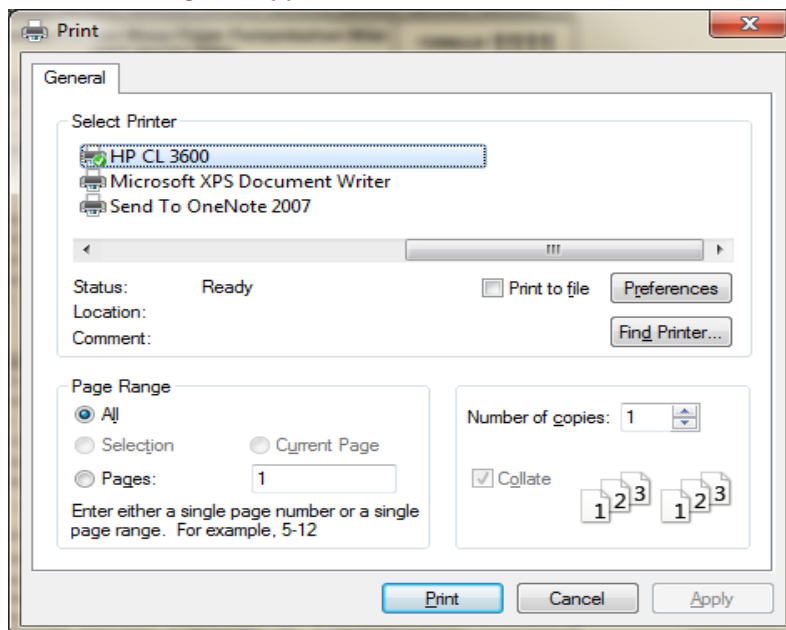 Print
General
Select Printer
HP CL 3600
Microsoft XPS Document Writer
Send To OneNote 2007
Status: Ready
Print to file
Preferences
Location:
Comment:
Find Printer...
Page Range
All
Selection
Current Page
Pages: 1
Enter either a single page number or a single
page range. For example, 5-12
Number of copies: 1
Collate
1 2 3 1 2 3
Print Cancel Apply